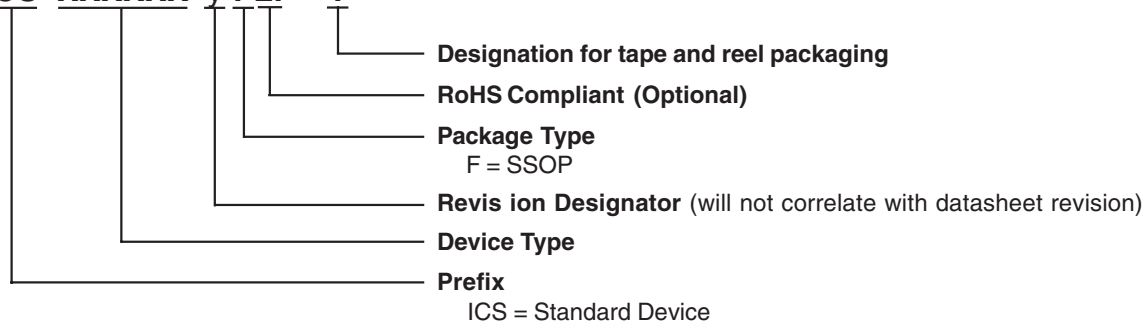 Designation for tape and reel packaging
RoHS Compliant (Optional)
Package Type
F = SSOP
Revis ion Designator (will not correlate with datasheet revision)
Device Type
Prefix
ICS = Standard Device